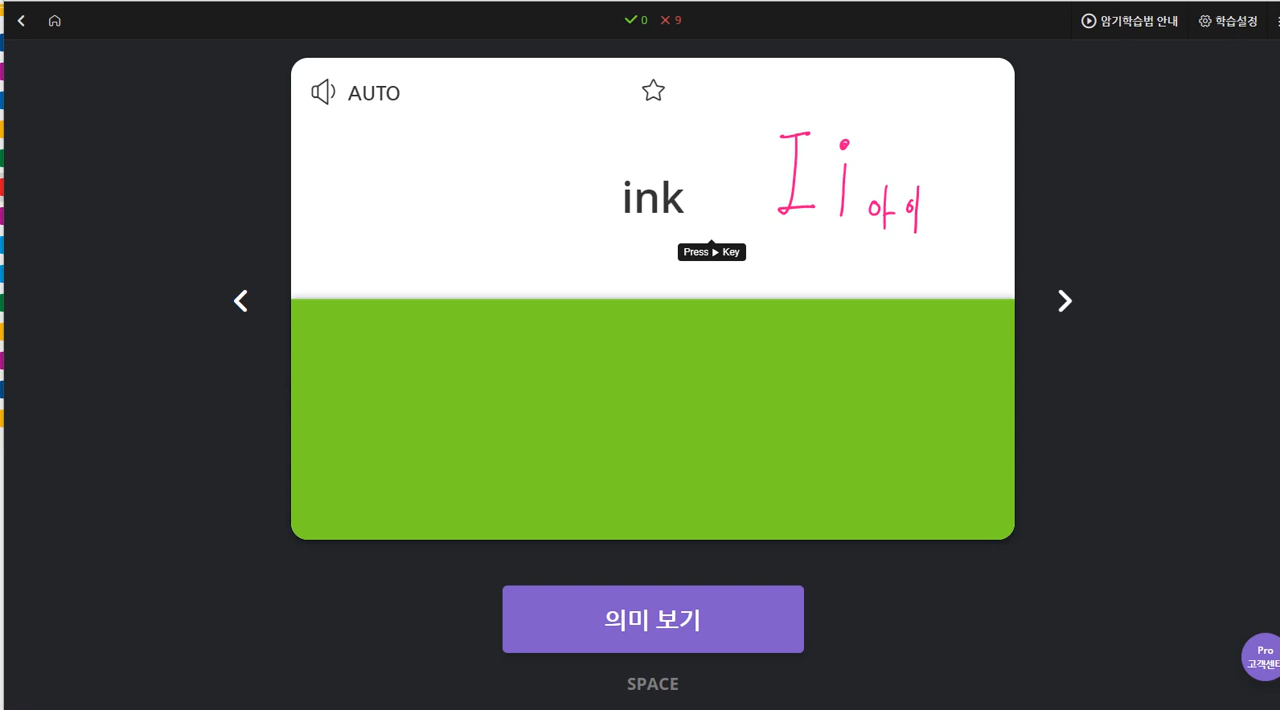 0 9 암기학습법 안내 학습설정
AUTO
ink I i 아이
Press ▶ Key
의미 보기
SPACE
Pro
고객센터